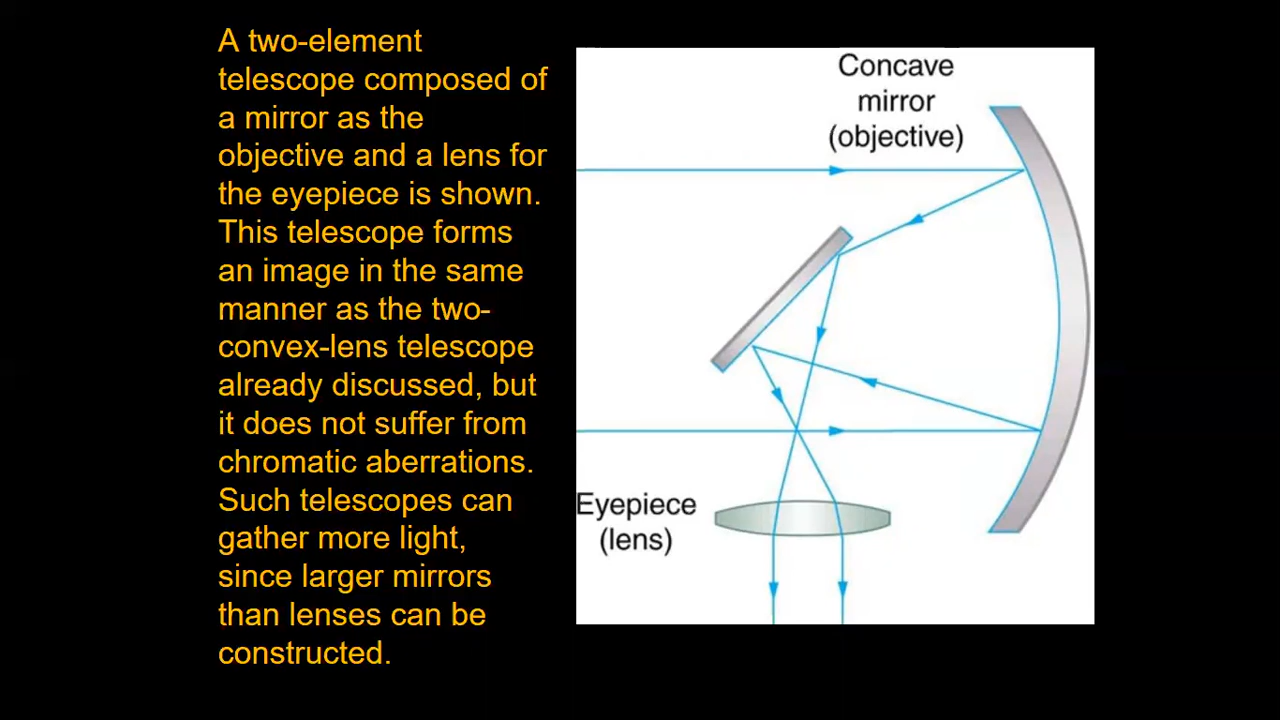 A two-element
telescope composed of
a mirror as the
objective and a lens for
the eyepiece is shown.
This telescope forms
an image in the same
manner as the two-
convex-lens telescope
already discussed, but
it does not suffer from
chromatic aberrations.
Such telescopes can
gather more light,
since larger mirrors
than lenses can be
constructed.
Concave
mirror
(objective)
Eyepiece
(lens)